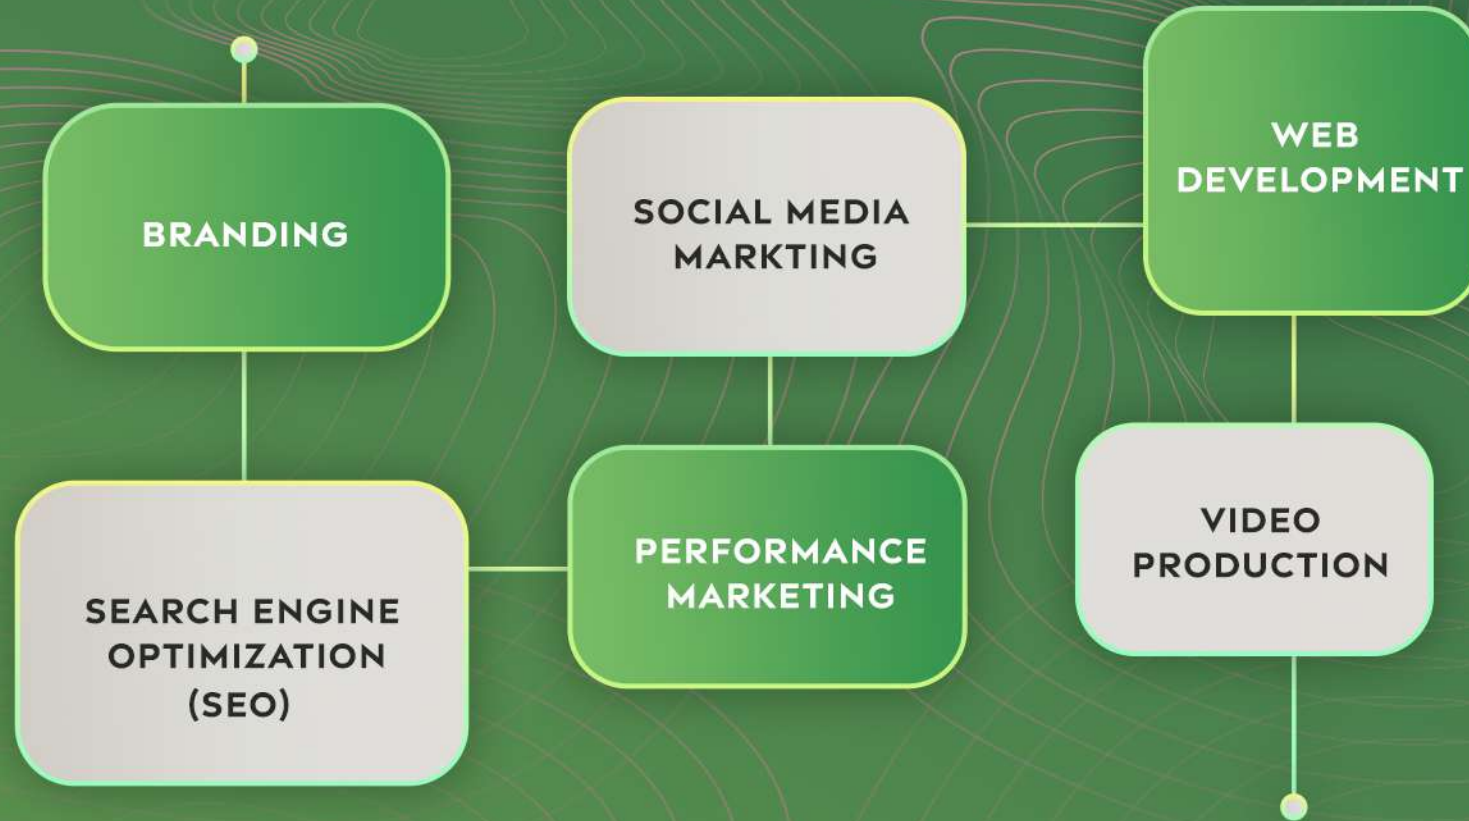 BRANDING
SEARCH ENGINE
OPTIMIZATION
(SEO)
SOCIAL MEDIA
MARKTING
PERFORMANCE
MARKETING
WEB
DEVELOPMENT
VIDEO
PRODUCTION